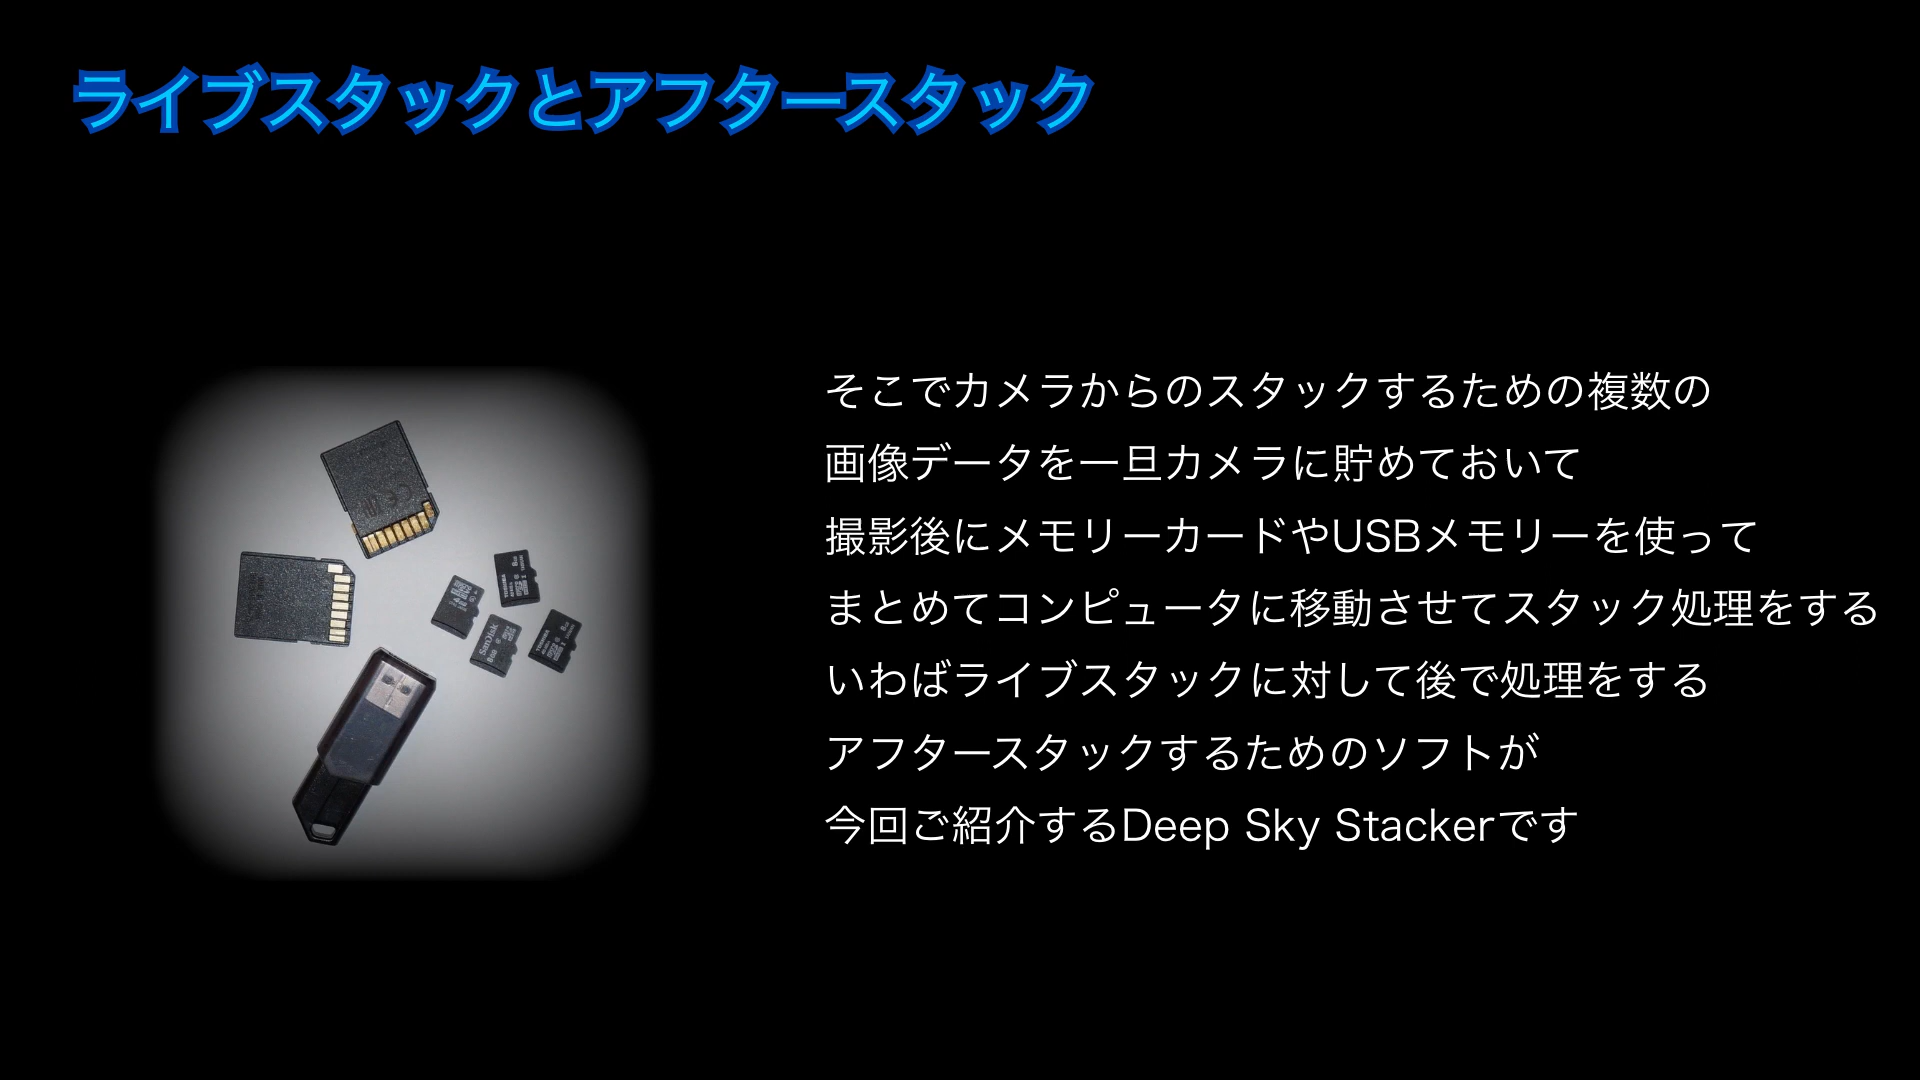 ライブスタックとアフタースタック
そこでカメラからのスタックするための複数の
画像データを一旦カメラに貯めておいて
撮影後にメモリーカードやUSBメモリーを使って
まとめてコンピュータに移動させてスタック処理をする
いわばライブスタックに対して後で処理をする
アフタースタックするためのソフトが
今回ご紹介するDeep Sky Stackerです
SanDisk